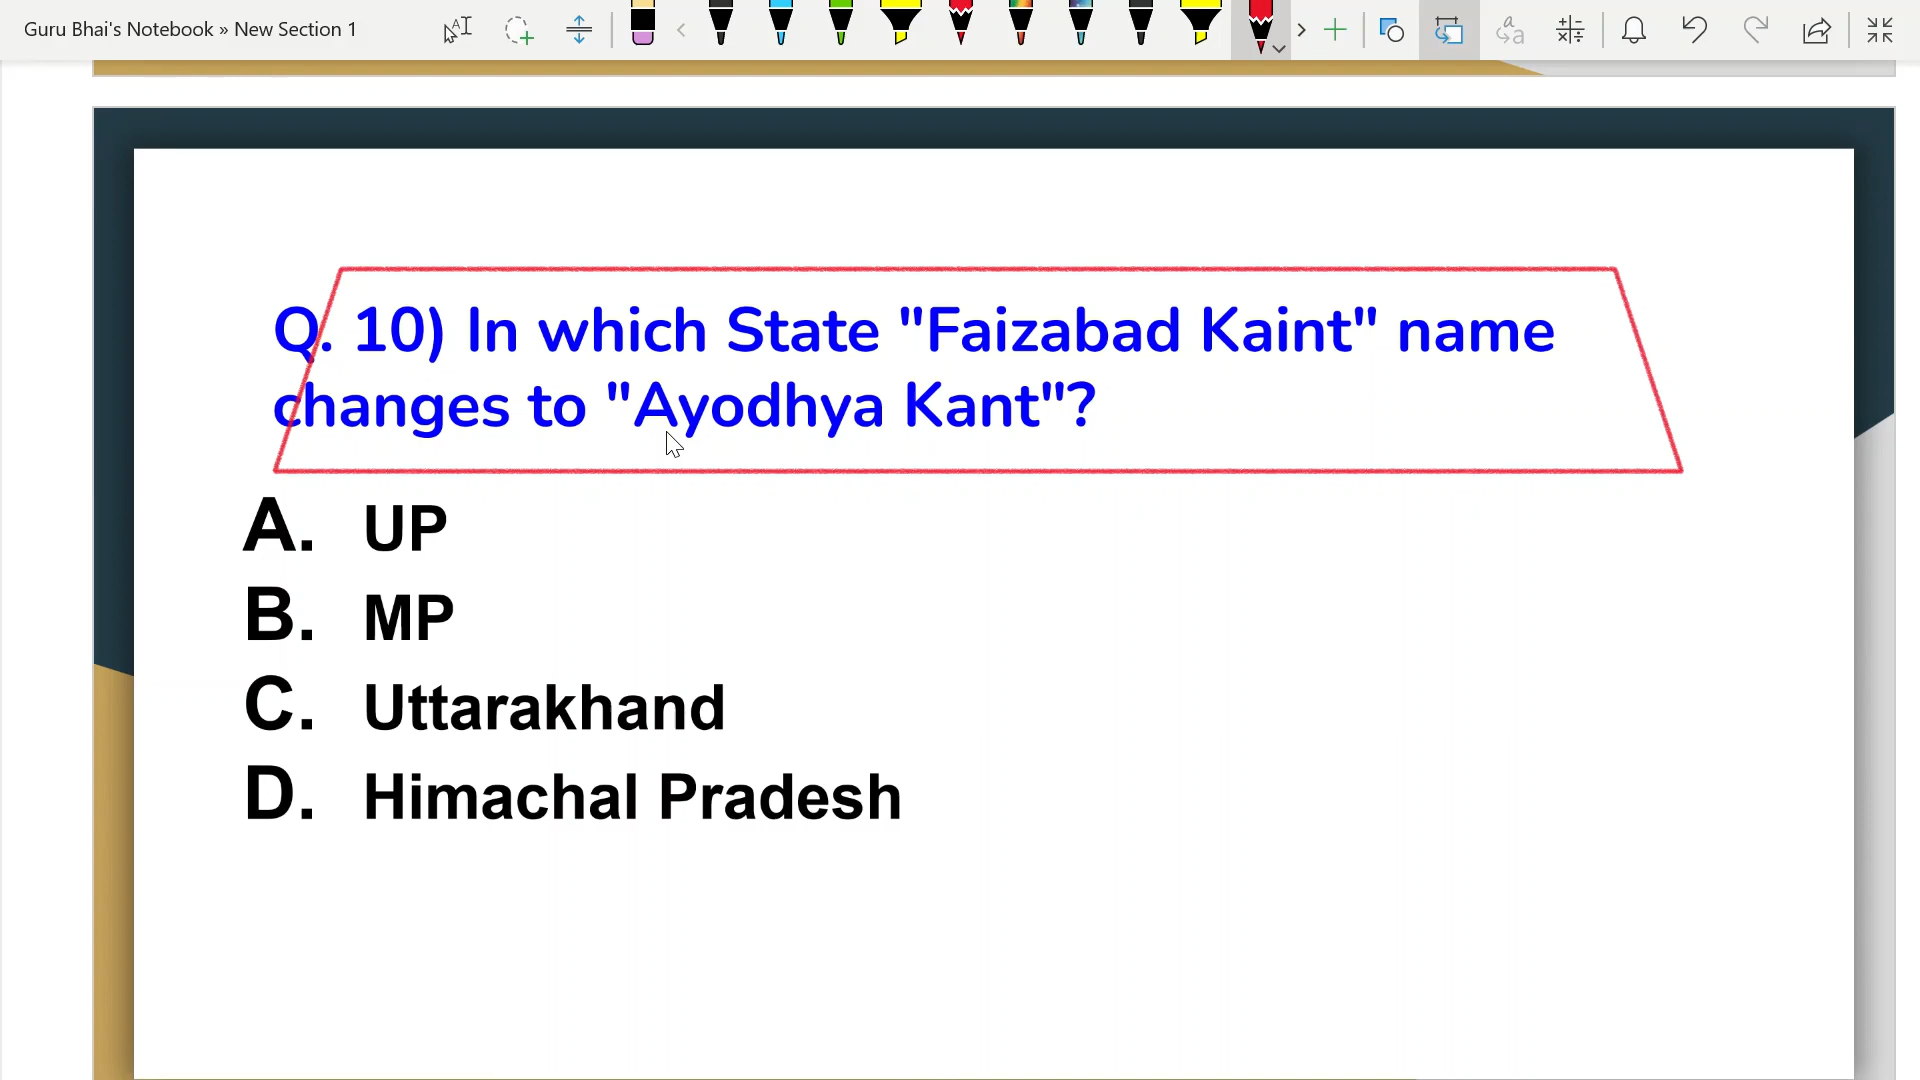 Guru Bhai's Notebook » New Section 1
Q. 10) In which State "Faizabad Kaint" name
changes to "Ayodhya Kant"?
A. UP
B. MP
C. Uttarakhand
D. Himachal Pradesh